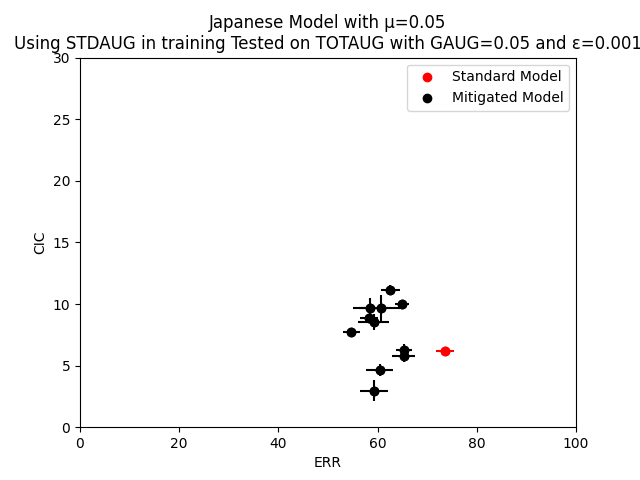 Japanese Model with μ=0.05
Using STDAUG in training Tested on TOTAUG with GAUG=0.05 and ε=0.001
30
25
20
15
10
5
0
CIC
Standard Model
Mitigated Model
0 20 40 60 80 100
ERR